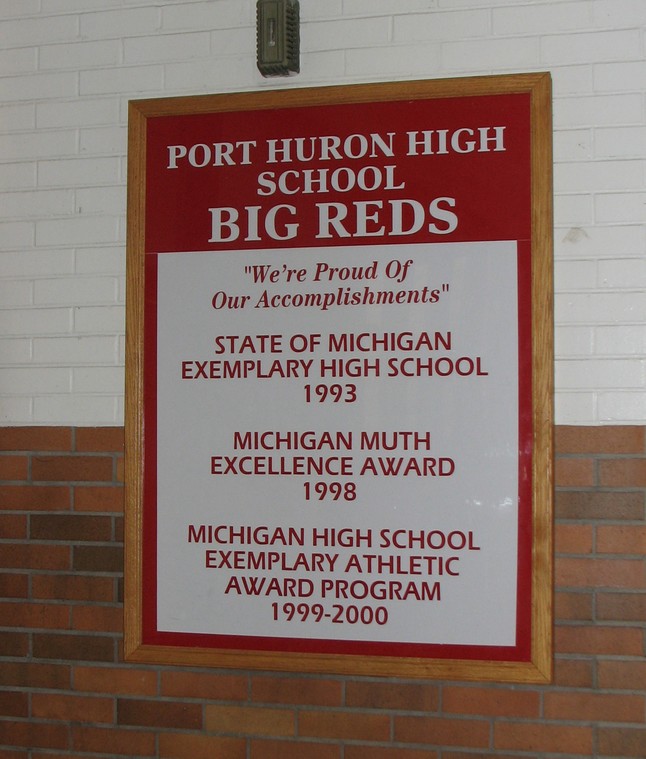 PORT HURON HIGH
SCHOOL
BIG REDS
"We're Proud Of
Our Accomplishments"
STATE OF MICHIGAN
EXEMPLARY HIGH SCHOOL
1993
MICHIGAN MUTH
EXCELLENCE AWARD
1998
MICHIGAN HIGH SCHOOL
EXEMPLARY ATHLETIC
AWARD PROGRAM
1999-2000